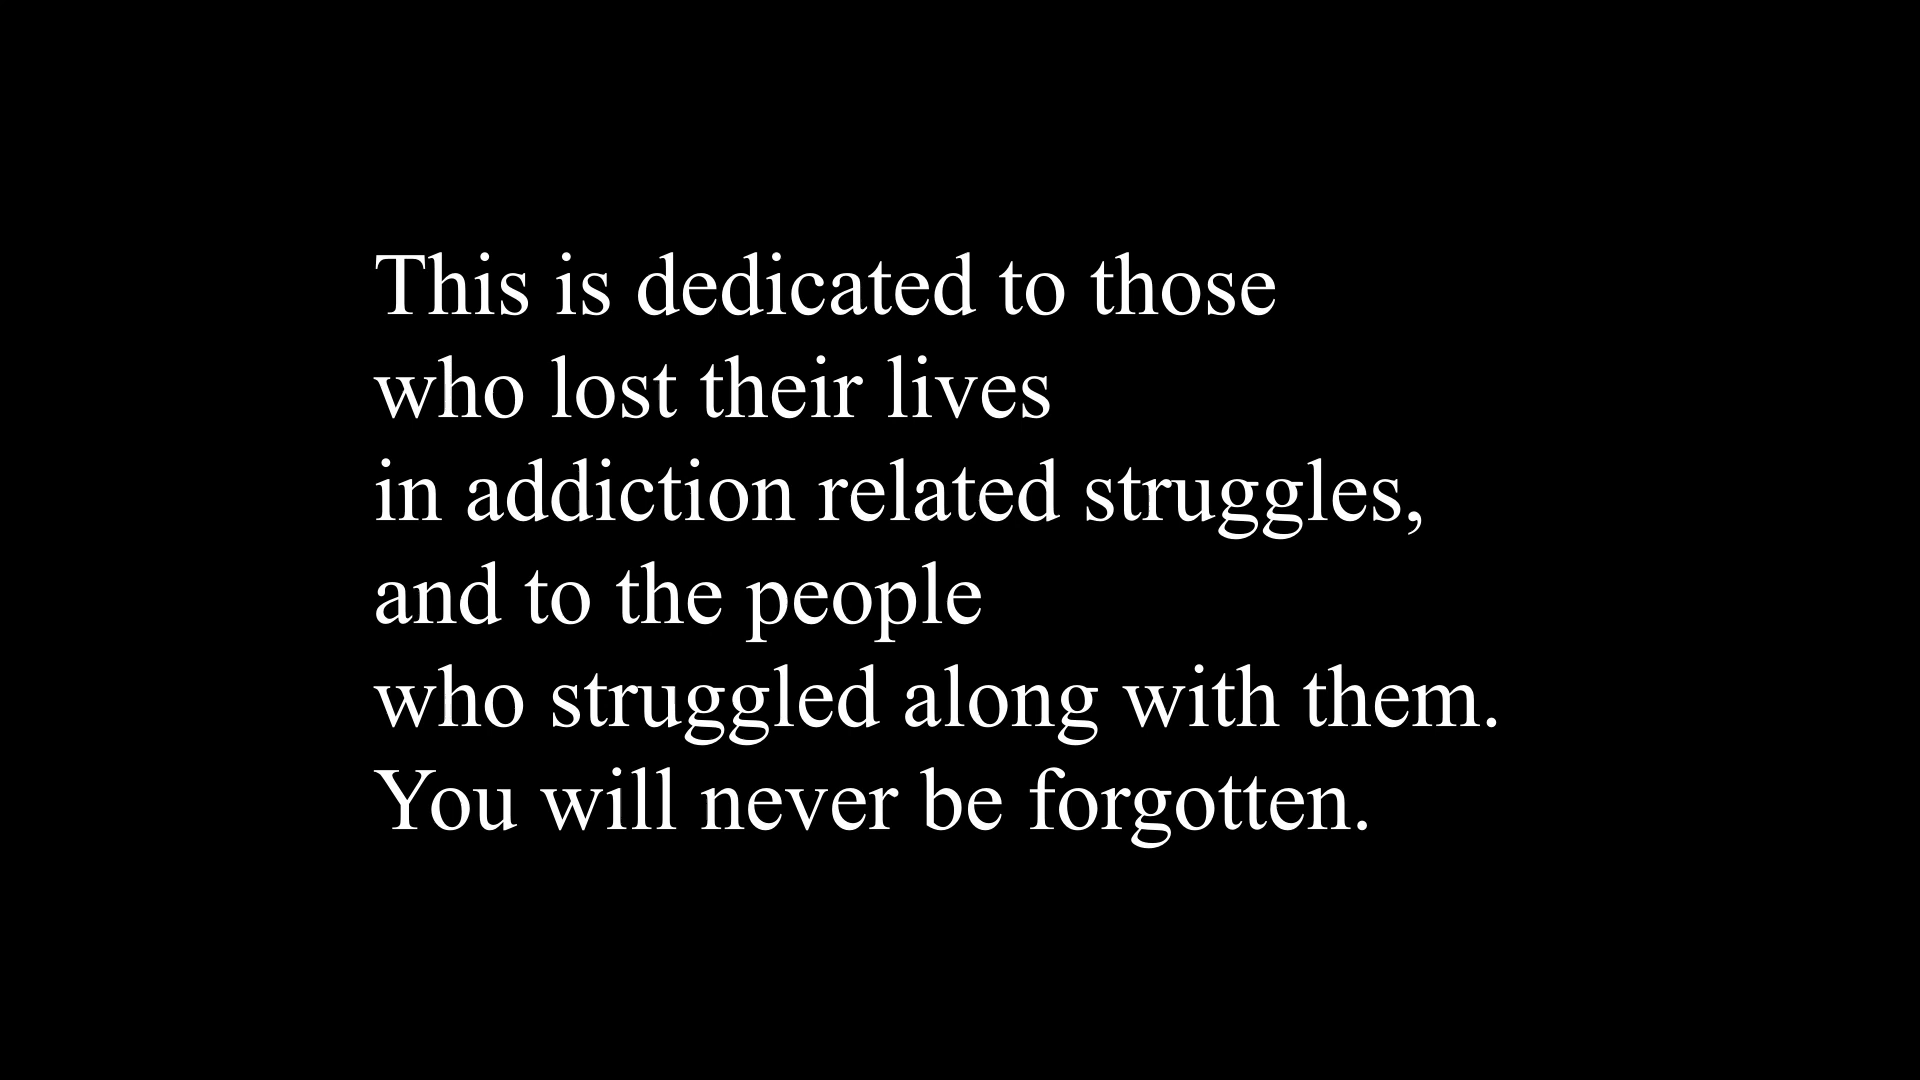 This is dedicated to those
who lost their lives
in addiction related struggles,
and to the people
who struggled along with them.
You will never be forgotten.